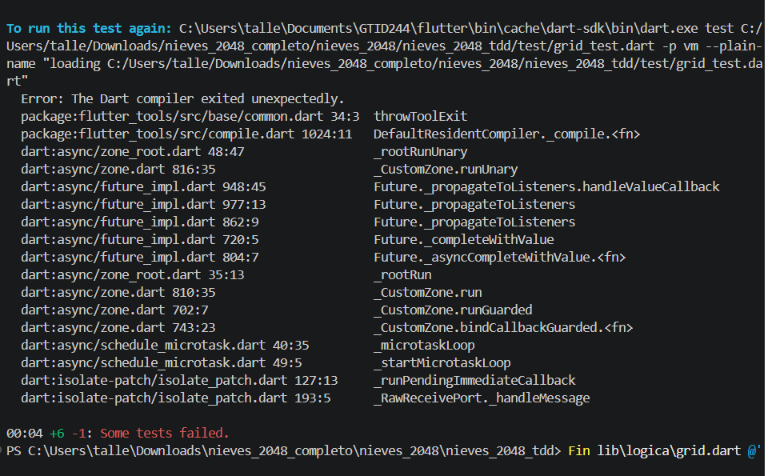 To run this test again: C:\Users\talle\Documents\GTID244\flutter\bin\cache\dart-sdk\bin\dart.exe test C:/
Users/talle/Downloads/nieves_2048_completo/nieves_2048/nieves_2048_tdd/test/grid_test.dart -p vm --plain-
name "loading C:/Users/talle/Downloads/nieves_2048_completo/nieves_2048/nieves_2048_tdd/test/grid_test.da
rt"
Error: The Dart compiler exited unexpectedly.
package:flutter_tools/src/base/common.dart 34:3 throwToolExit
package:flutter_tools/src/compile.dart 1024:11 DefaultResidentCompiler._compile.<fn>
dart:async/zone_root.dart 48:47 _rootRunUnary
dart:async/zone.dart 816:35 _CustomZone.runUnary
dart:async/future_impl.dart 948:45 Future._propagateToListeners.handleValueCallback
dart:async/future_impl.dart 977:13 Future._propagateToListeners
dart:async/future_impl.dart 862:9 Future._propagateToListeners
dart:async/future_impl.dart 720:5 Future._completeWithValue
dart:async/future_impl.dart 804:7 Future._asyncCompleteWithValue.<fn>
dart:async/zone_root.dart 35:13 _rootRun
dart:async/zone.dart 810:35 _CustomZone.run
dart:async/zone.dart 702:7 _CustomZone.runGuarded
dart:async/zone.dart 743:23 _CustomZone.bindCallbackGuarded.<fn>
dart:async/schedule_microtask.dart 40:35 _microtaskLoop
dart:async/schedule_microtask.dart 49:5 _startMicrotaskLoop
dart:isolate-patch/isolate_patch.dart 127:13 _runPendingImmediateCallback
dart:isolate-patch/isolate_patch.dart 193:5 _RawReceivePort._handleMessage
00:04 +6 -1: Some tests failed.
PS C:\Users\talle\Downloads\nieves_2048_completo\nieves_2048\nieves_2048_tdd> Fin lib\logica\grid.dart @'